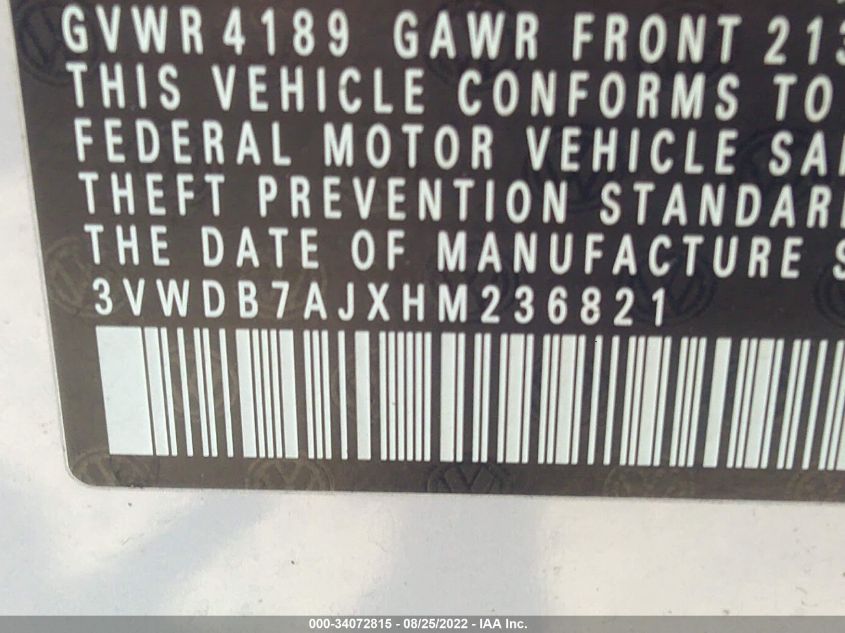 GVWR 4189 GAWR FRONT 213
THIS VEHICLE CONFORMS TO
FEDERAL MOTOR VEHICLE SA
THEFT PREVENTION STANDAR
THE DATE OF MANUFACTURE S
3VWDB7AJXHM236821
000-34072815 - 08/25/2022 - IAA Inc.